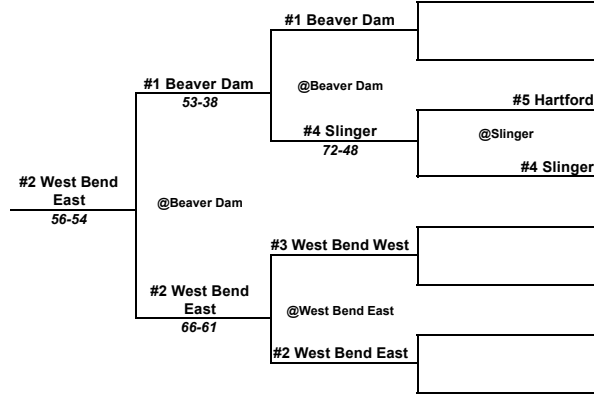 #1 Beaver Dam
#1 Beaver Dam
@Beaver Dam
53-38
#5 Hartford
#4 Slinger
@Slinger
72-48
#4 Slinger
#2 West Bend
East
@Beaver Dam
56-54
#3 West Bend West
#2 West Bend
East
@West Bend East
66-61
#2 West Bend East